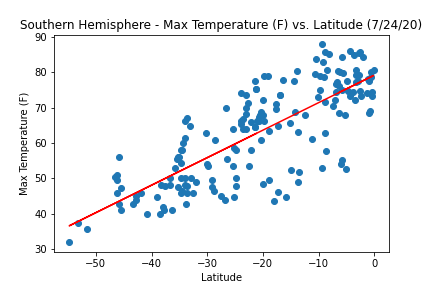 Southern Hemisphere - Max Temperature (F) vs. Latitude (7/24/20)
90
80
70
60
50
40
30
Max Temperature (F)
−50 −40 −30 −20 −10 0
Latitude